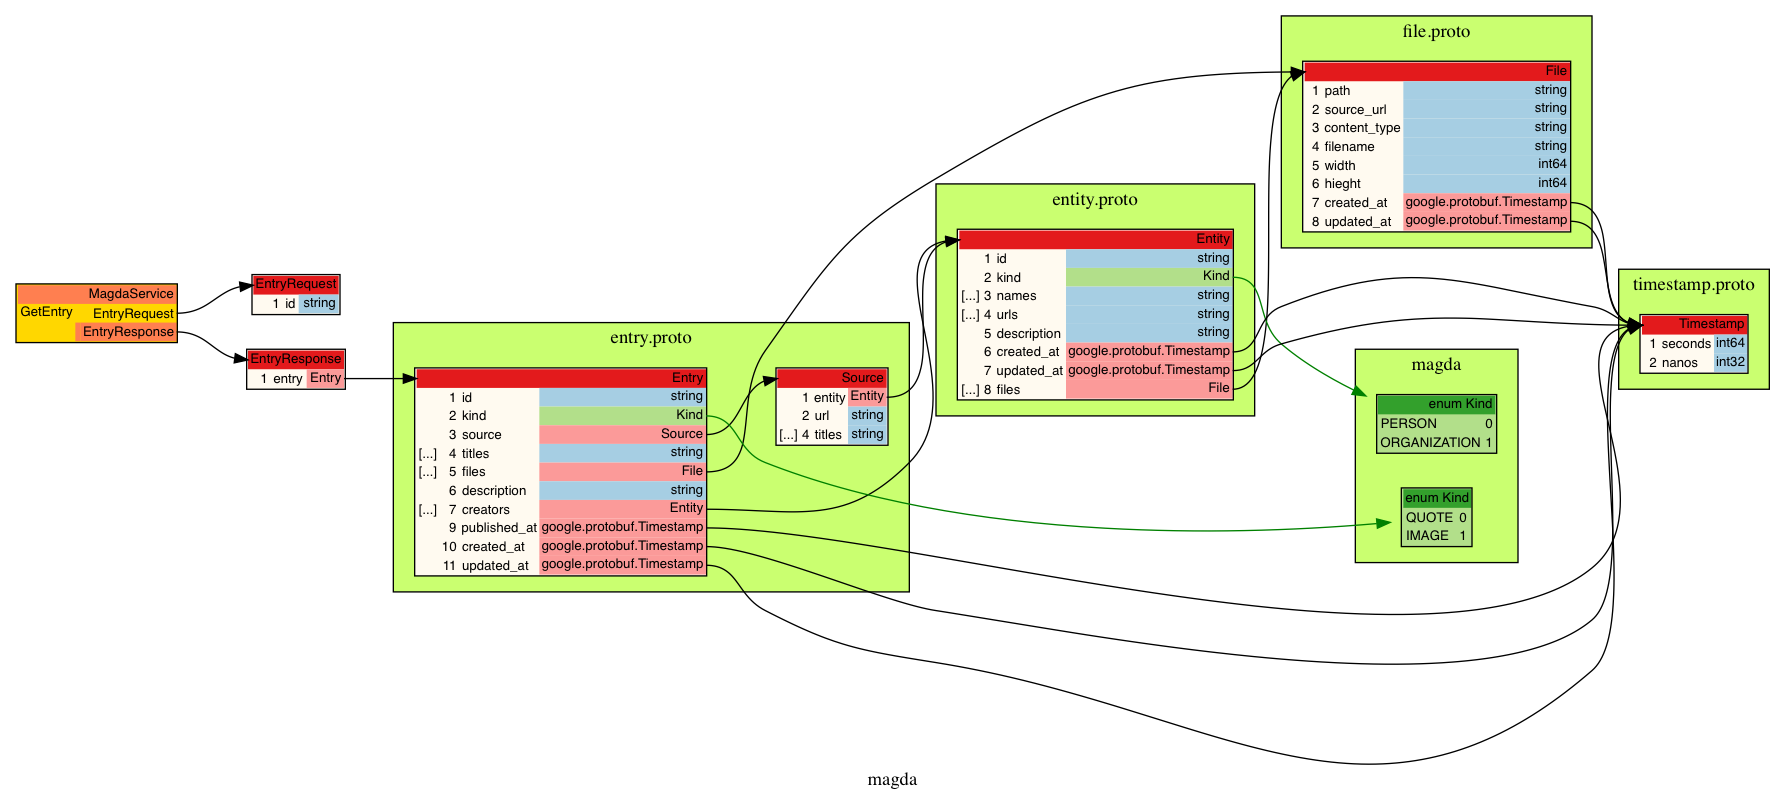 MagdaService
GetEntry EntryRequest
EntryResponse
EntryRequest
1 id string
EntryResponse
1 entry Entry
entry.proto
Entry
1 id string
2 kind Kind
3 source Source
[...] 4 titles string
[...] 5 files File
6 description string
[...] 7 creators Entity
9 published_at google.protobuf.Timestamp
10 created_at google.protobuf.Timestamp
11 updated_at google.protobuf.Timestamp
Source
1 entity Entity
2 url string
[...] 4 titles string
entity.proto
Entity
1 id string
2 kind Kind
[...] 3 names string
[...] 4 urls string
5 description string
6 created_at google.protobuf.Timestamp
7 updated_at google.protobuf.Timestamp
[...] 8 files File
file.proto
File
1 path string
2 source_url string
3 content_type string
4 filename string
5 width int64
6 hieght int64
7 created_at google.protobuf.Timestamp
8 updated_at google.protobuf.Timestamp
magda
enum Kind
PERSON 0
ORGANIZATION 1
enum Kind
QUOTE 0
IMAGE 1
timestamp.proto
Timestamp
1 seconds int64
2 nanos int32
magda